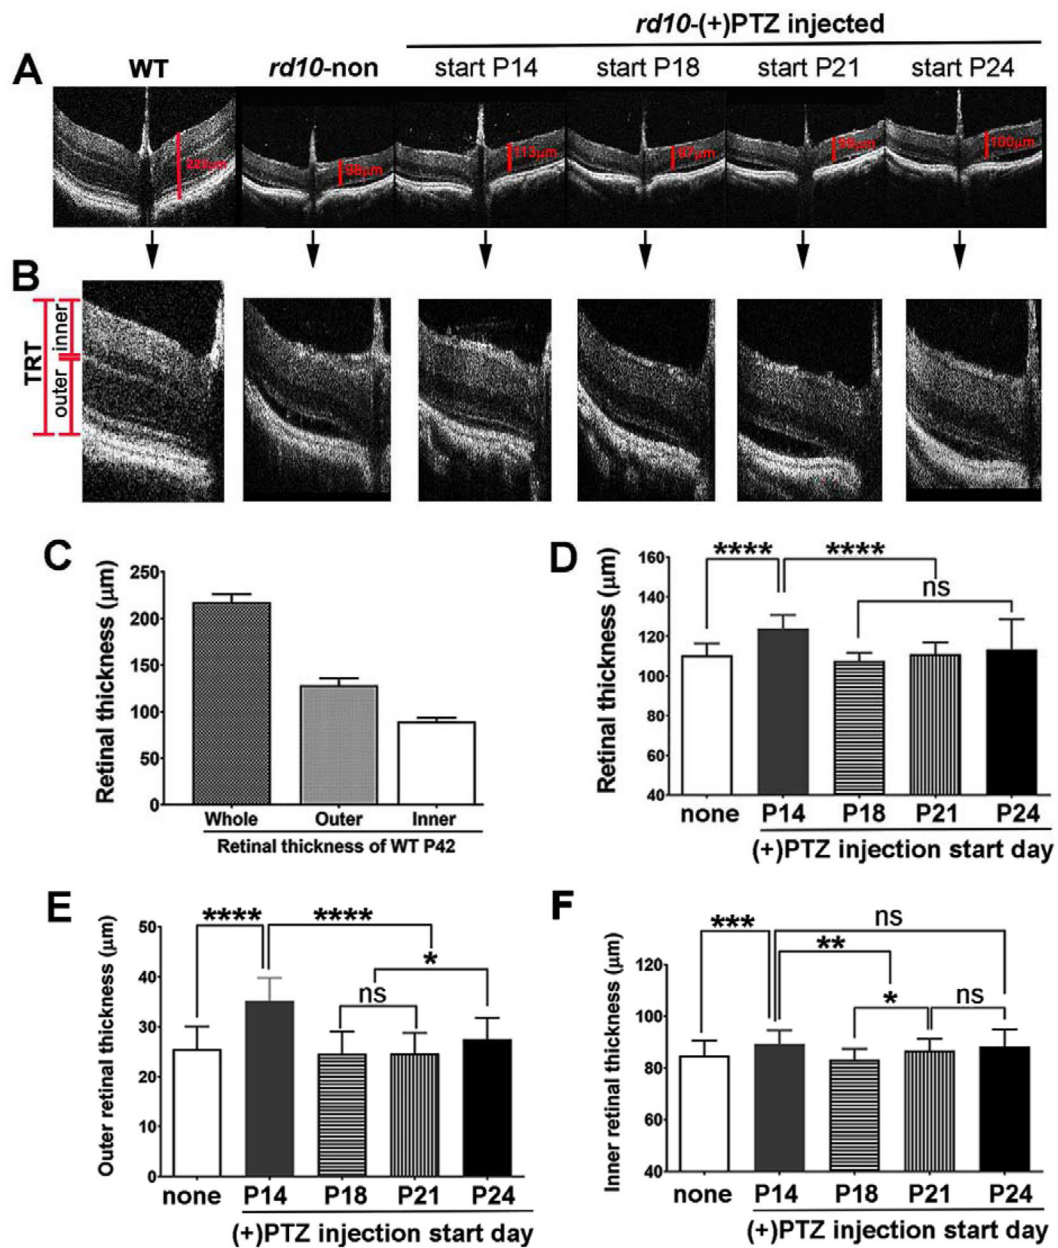 rd10-(+)PTZ injected
A
WT
rd10-non
start P14
start P18
start P21
start P24
98µm
113µm
97µm
100µm
B
TRT
inner
outer
C
Retinal thickness (µm)
250
200
150
100
50
0
Whole
Outer
Inner
Retinal thickness of WT P42
D
Retinal thickness (µm)
160
140
120
100
80
60
40
****
****
ns
none
P14
P18
P21
P24
(+)PTZ injection start day
E
Outer retinal thickness (µm)
50
40
30
20
10
0
****
****
*
ns
none
P14
P18
P21
P24
(+)PTZ injection start day
F
Inner retinal thickness (µm)
120
100
80
60
40
***
ns
**
*
ns
none
P14
P18
P21
P24
(+)PTZ injection start day